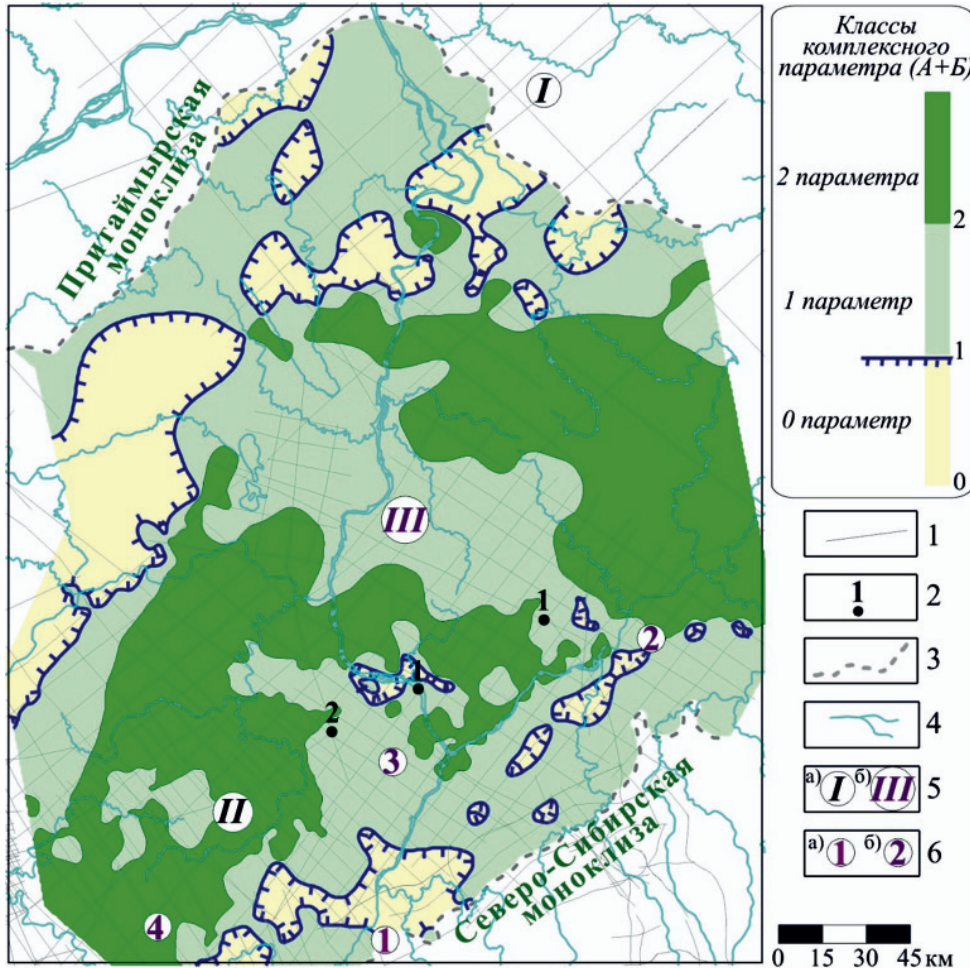 I
Притаймырская
моноклиза
III
1
2
1
2
3
II
4
1
Северо-Сибирская
моноклиза
Классы
комплексного
параметра (А+Б)
2 параметра
2
1 параметр
1
0 параметр
0
1
1
2
3
4
а) I б) III 5
а) 1 б) 2 6
0 15 30 45 км